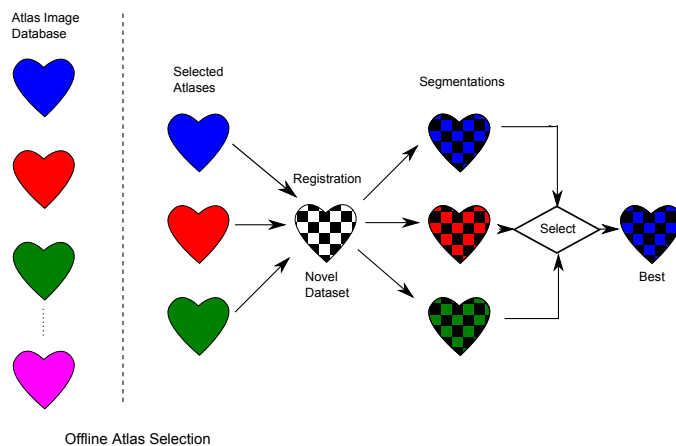 Atlas Image
Database
Selected
Atlases
Segmentations
Registration
Novel
Dataset
Select
Best
Offline Atlas Selection